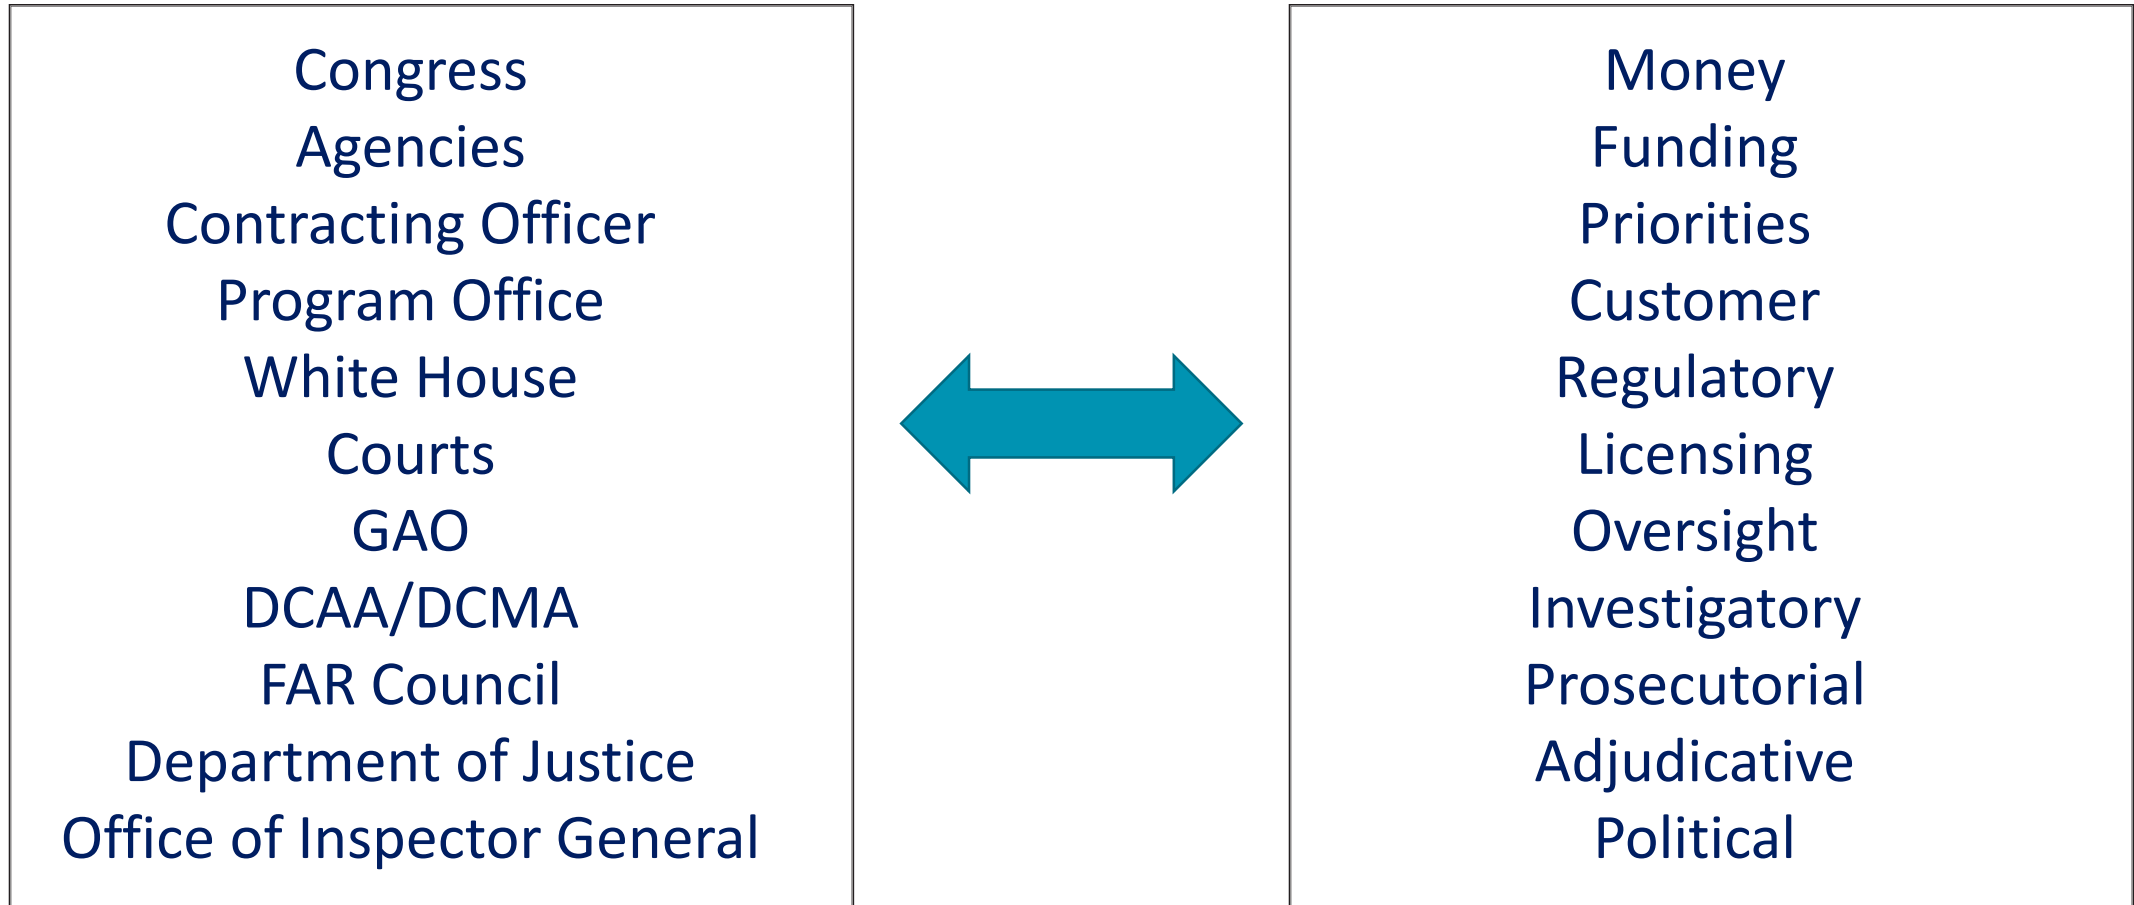 Congress
Agencies
Contracting Officer
Program Office
White House
Courts
GAO
DCAA/DCMA
FAR Council
Department of Justice
Office of Inspector General
Money
Funding
Priorities
Customer
Regulatory
Licensing
Oversight
Investigatory
Prosecutorial
Adjudicative
Political